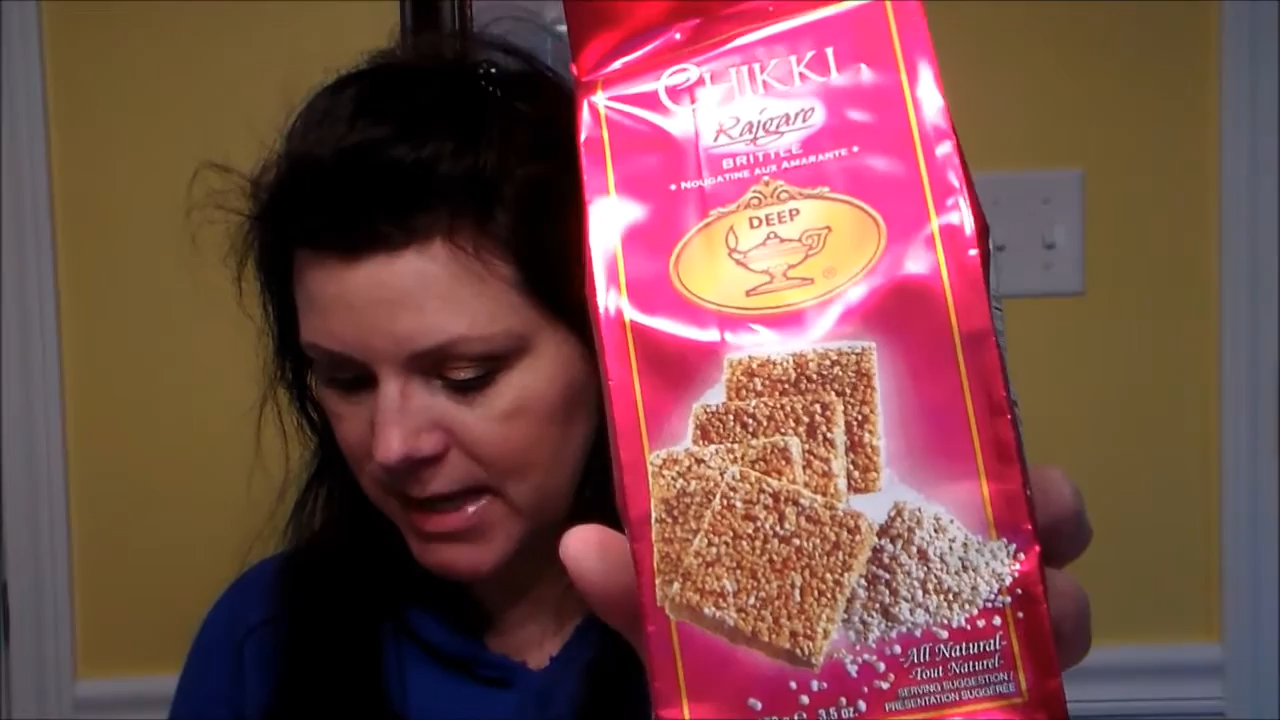 CHIKKI
Rajgaro
BRITTLE
• NOUGATINE AUX AMARANTE •
DEEP
®
-All Natural-
-Tout Naturel-
SERVING SUGGESTION /
PRÉSENTATION SUGGÉRÉE
3.5 oz.